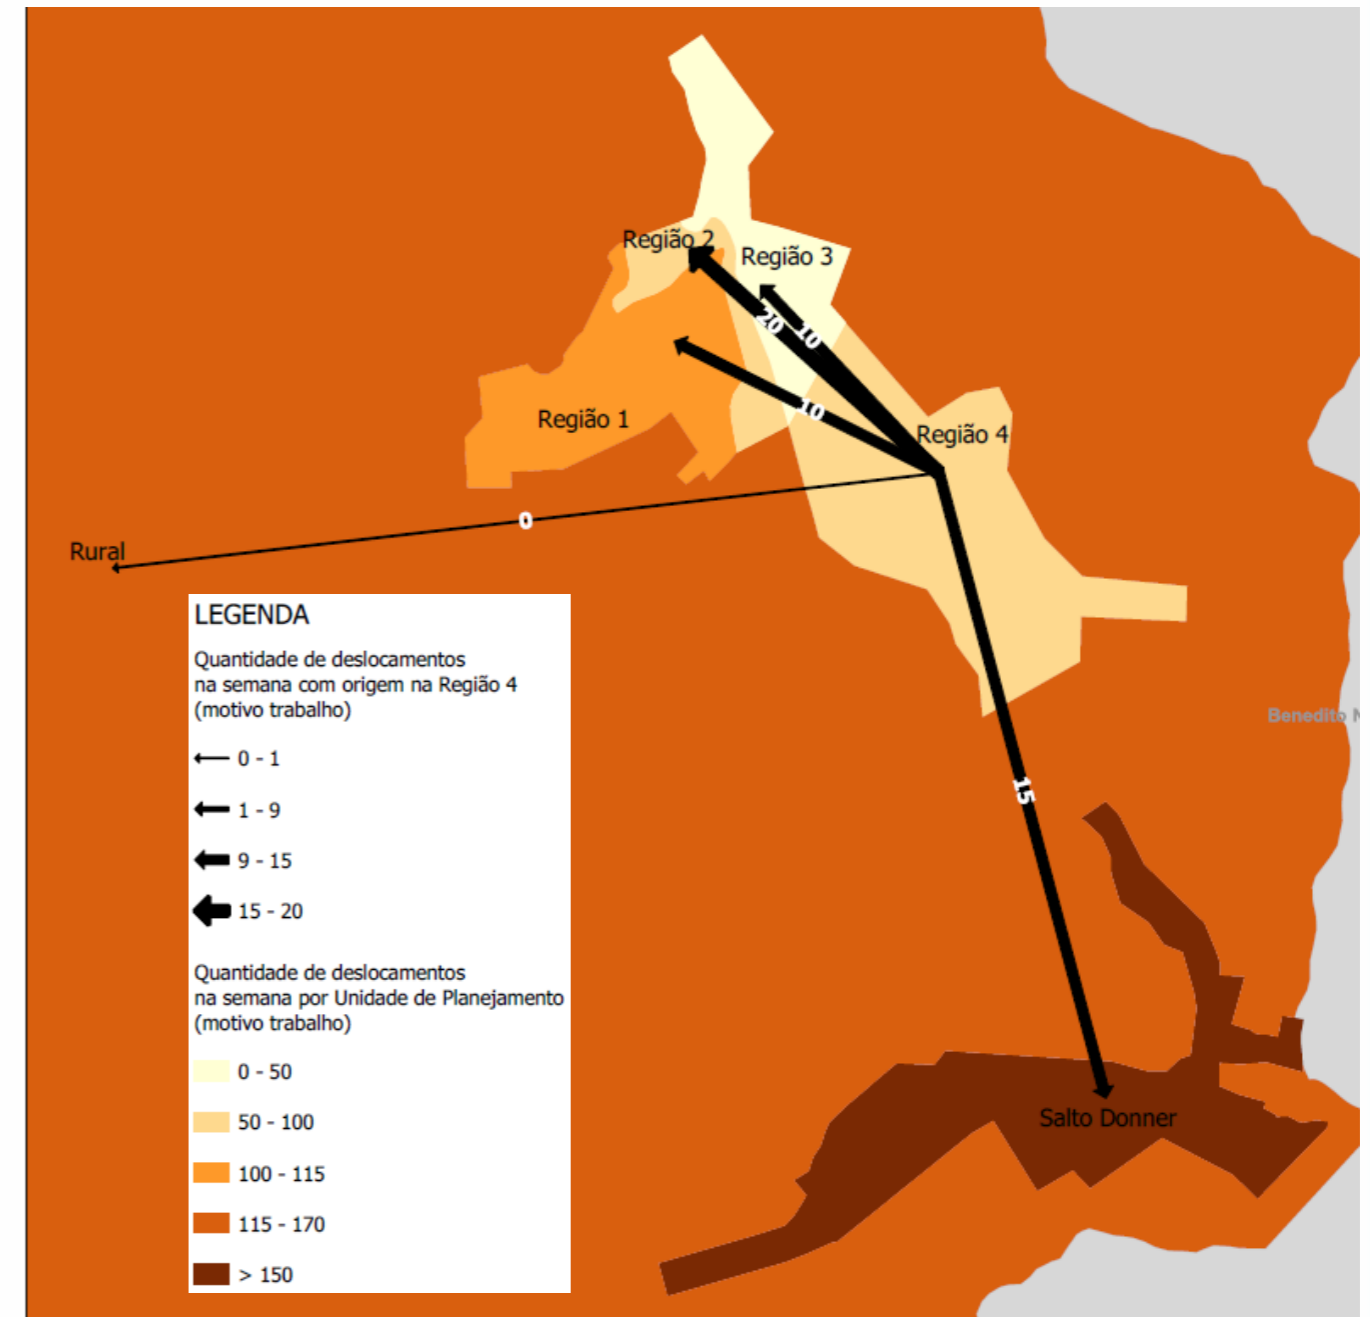 Região 2
Região 3
20
10
10
Região 1
Região 4
0
Rural
LEGENDA
Quantidade de deslocamentos
na semana com origem na Região 4
(motivo trabalho)
0 - 1
1 - 9
9 - 15
15 - 20
Quantidade de deslocamentos
na semana por Unidade de Planejamento
(motivo trabalho)
0 - 50
50 - 100
100 - 115
115 - 170
> 150
Benedito N
15
Salto Donner